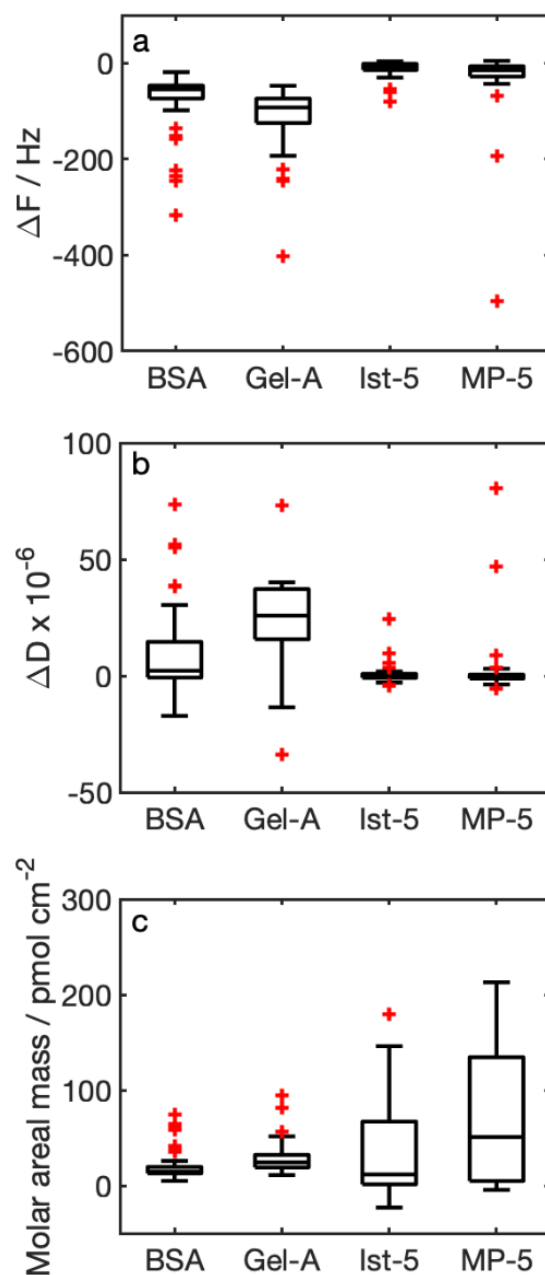 a
ΔF / Hz
0
-200
-400
-600
BSA Gel-A Ist-5 MP-5
b
ΔD x 10-6
100
50
0
-50
BSA Gel-A Ist-5 MP-5
c
Molar areal mass / pmol cm-2
300
200
100
0
BSA Gel-A Ist-5 MP-5